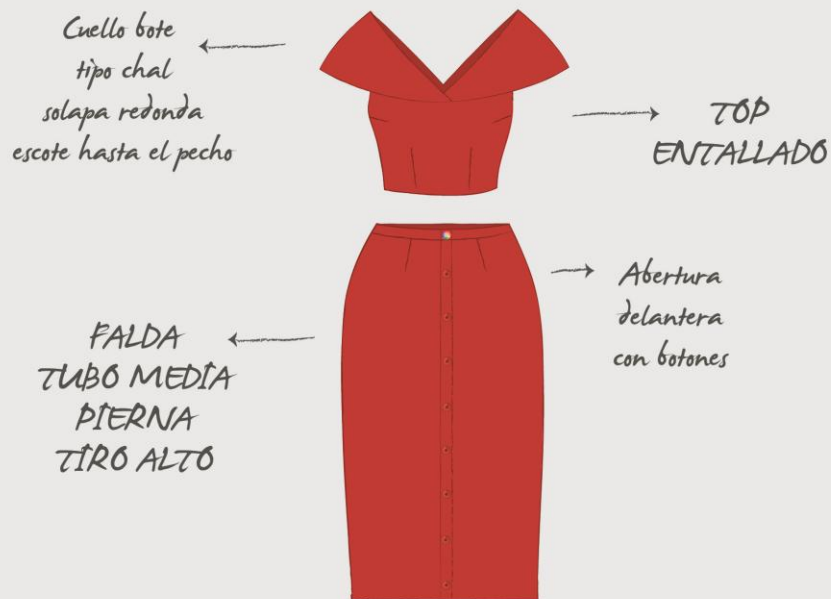 Cuello bote
tipo chal
solapa redonda
escote hasta el pecho
TOP
ENTALLADO
Abertura
delantera
con botones
FALDA
TUBO MEDIA
PIERNA
TIRO ALTO